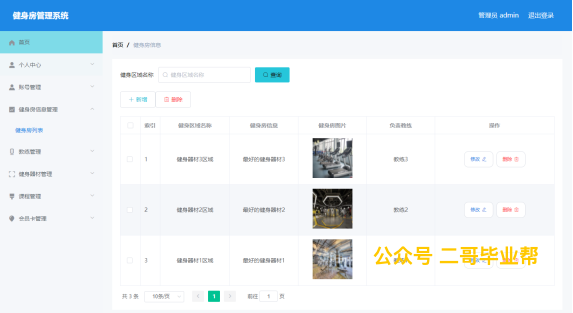 健身房管理系统
管理员 admin 退出登录
首页
个人中心
账号管理
健身房信息管理
健身房列表
教练管理
健身器材管理
课程管理
会员卡管理
首页 / 健身房信息
健身区域名称 健身区域名称 查询
新增 删除
索引 健身区域名称 健身房信息 健身房图片 负责教练 操作
1 健身器材3区域 最好的健身器材3 教练3 修改 删除
2 健身器材2区域 最好的健身器材2 教练2 修改 删除
3 健身器材1区域 最好的健身器材1
公众号 二哥毕业帮
共 3 条 10条/页 1 前往 1 页